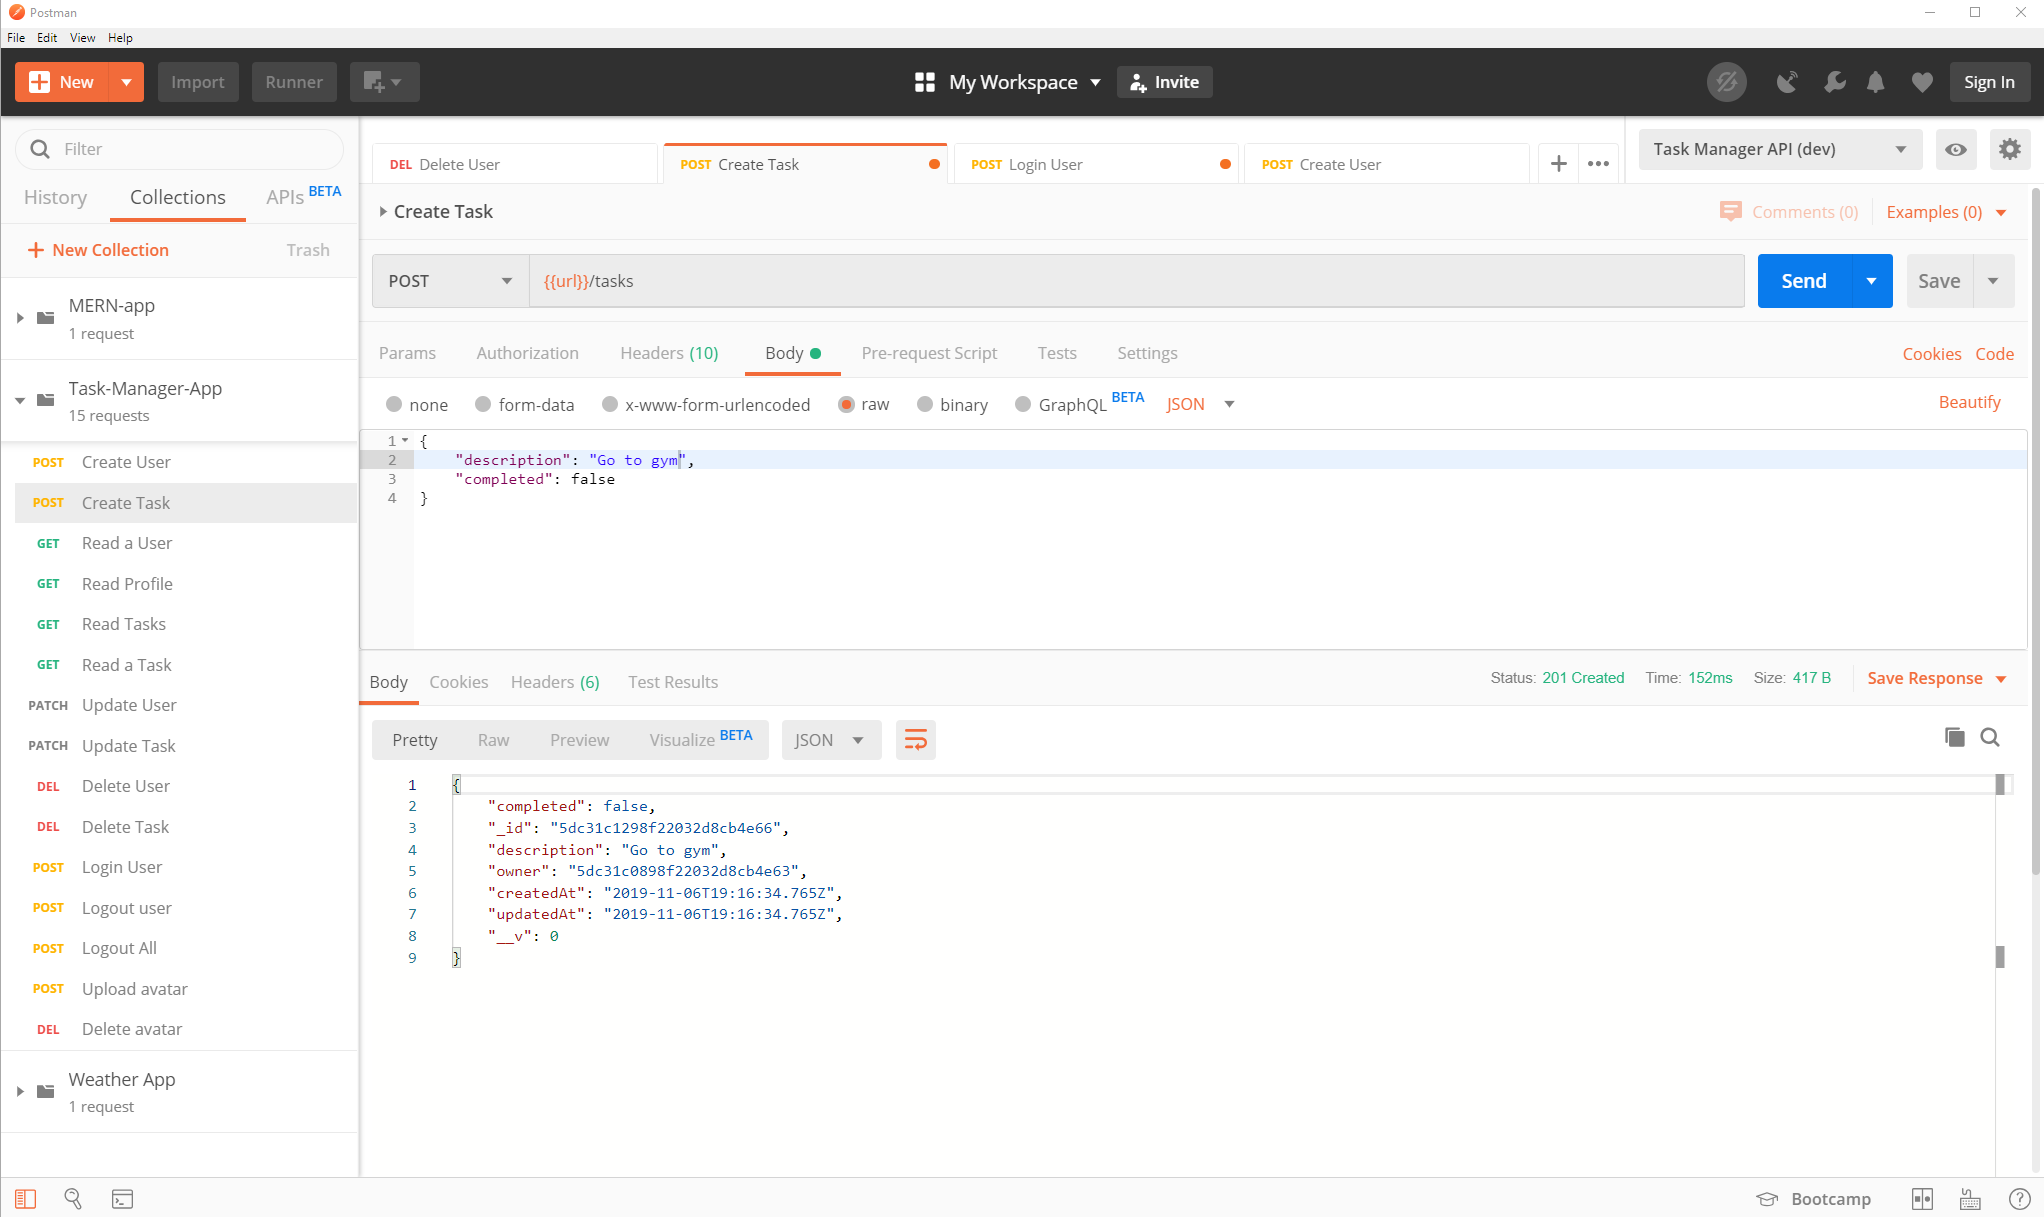 Postman
File Edit View Help
New Import Runner My Workspace Invite Sign In
Filter
History Collections APIs BETA
New Collection Trash
MERN-app
1 request
Task-Manager-App
15 requests
POST Create User
POST Create Task
GET Read a User
GET Read Profile
GET Read Tasks
GET Read a Task
PATCH Update User
PATCH Update Task
DEL Delete User
DEL Delete Task
POST Login User
POST Logout user
POST Logout All
POST Upload avatar
DEL Delete avatar
Weather App
1 request
DEL Delete User POST Create Task POST Login User POST Create User Task Manager API (dev)
Create Task Comments (0) Examples (0)
POST {{url}}/tasks Send Save
Params Authorization Headers (10) Body Pre-request Script Tests Settings Cookies Code
none form-data x-www-form-urlencoded raw binary GraphQL BETA JSON Beautify
1 {
2 "description": "Go to gym",
3 "completed": false
4 }
Body Cookies Headers (6) Test Results Status: 201 Created Time: 152ms Size: 417 B Save Response
Pretty Raw Preview Visualize BETA JSON
1 {
2 "completed": false,
3 "_id": "5dc31c1298f22032d8cb4e66",
4 "description": "Go to gym",
5 "owner": "5dc31c0898f22032d8cb4e63",
6 "createdAt": "2019-11-06T19:16:34.765Z",
7 "updatedAt": "2019-11-06T19:16:34.765Z",
8 "__v": 0
9 }
Bootcamp